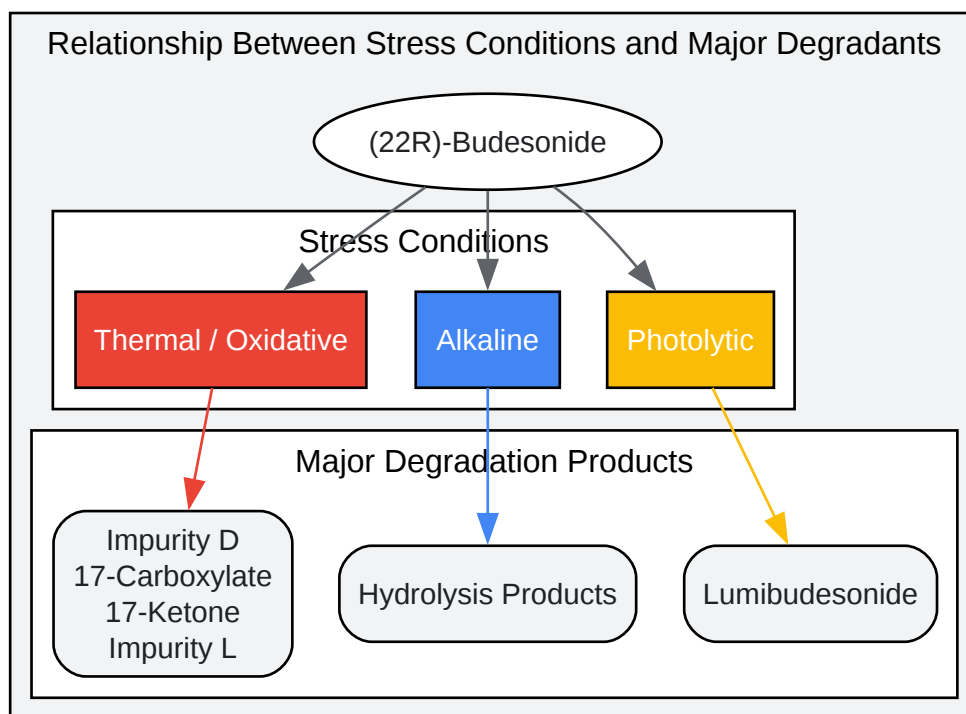 Relationship Between Stress Conditions and Major Degradants
(22R)-Budesonide
Stress Conditions
Thermal / Oxidative
Alkaline
Photolytic
Major Degradation Products
Impurity D
17-Carboxylate
17-Ketone
Impurity L
Hydrolysis Products
Lumibudesonide